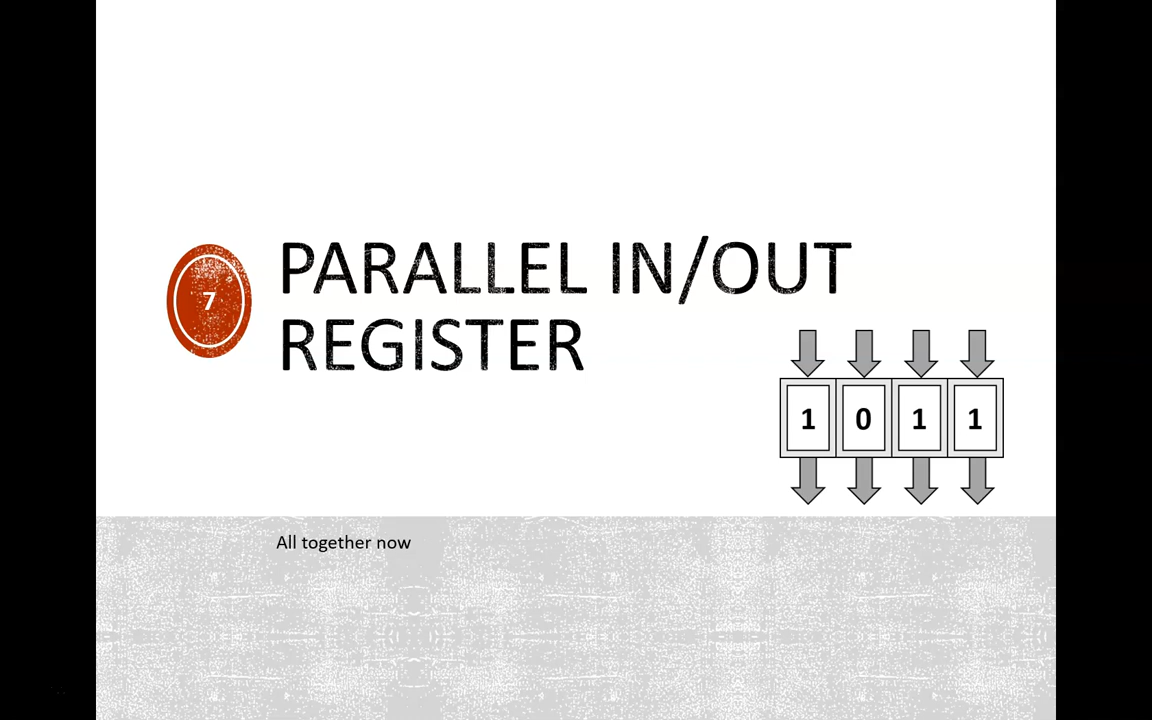 7
PARALLEL IN/OUT
REGISTER
1 0 1 1
All together now